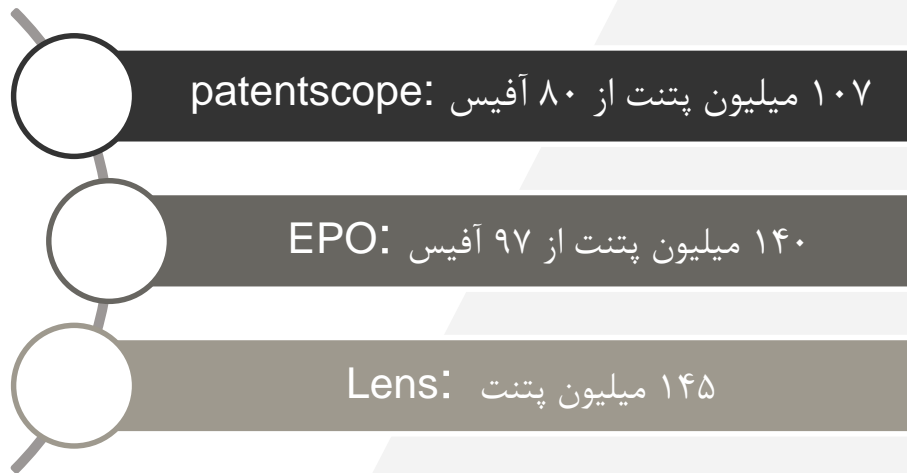 patentscope: ۱۰۷ میلیون پتنت از ۸۰ آفیس
EPO: ۱۴۰ میلیون پتنت از ۹۷ آفیس
Lens: ۱۴۵ میلیون پتنت